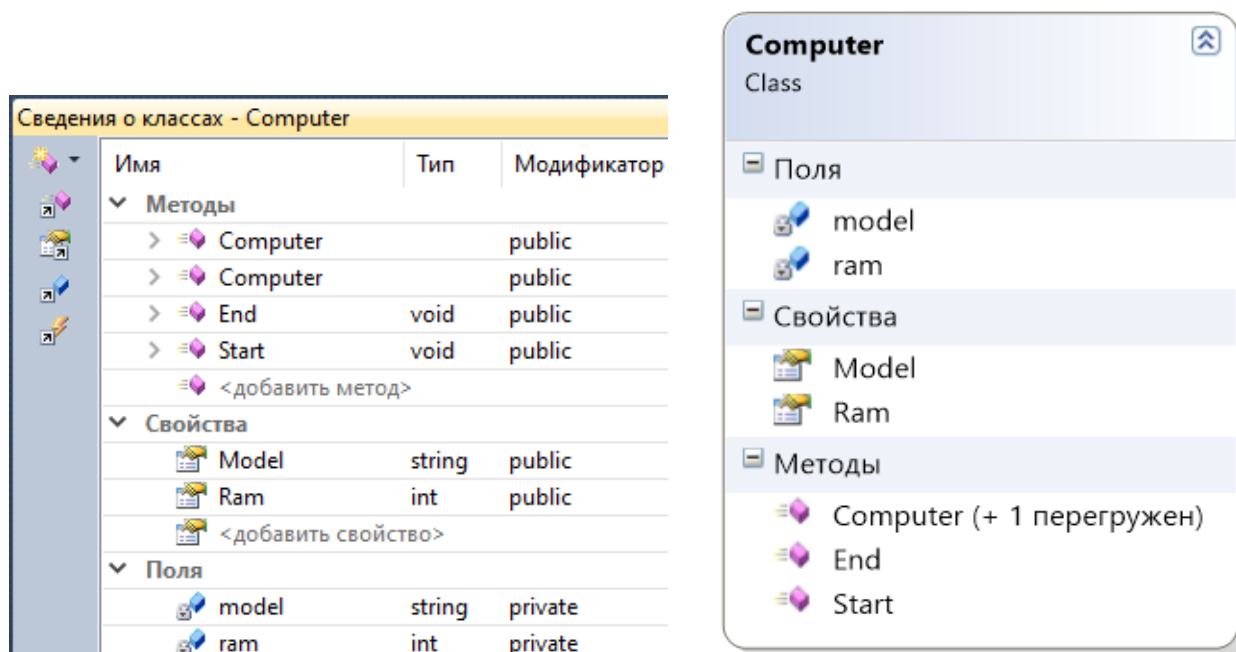 Сведения о классах - Computer
Имя Тип Модификатор
Методы
Computer public
Computer public
End void public
Start void public
<добавить метод>
Свойства
Model string public
Ram int public
<добавить свойство>
Поля
model string private
ram int private
Computer
Class
Поля
model
ram
Свойства
Model
Ram
Методы
Computer (+ 1 перегружен)
End
Start